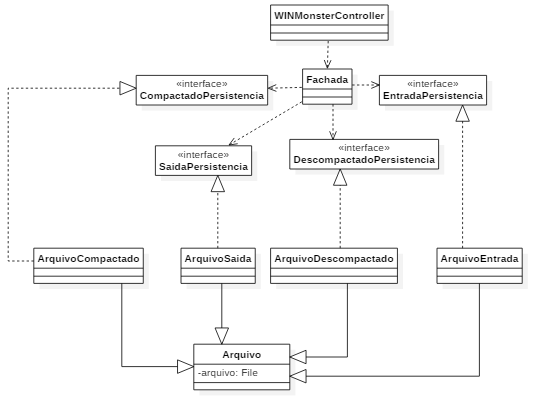 WINMonsterController
Fachada
«interface»
CompactadoPersistencia
«interface»
EntradaPersistencia
«interface»
SaidaPersistencia
«interface»
DescompactadoPersistencia
ArquivoCompactado
ArquivoSaida
ArquivoDescompactado
ArquivoEntrada
Arquivo
-arquivo: File